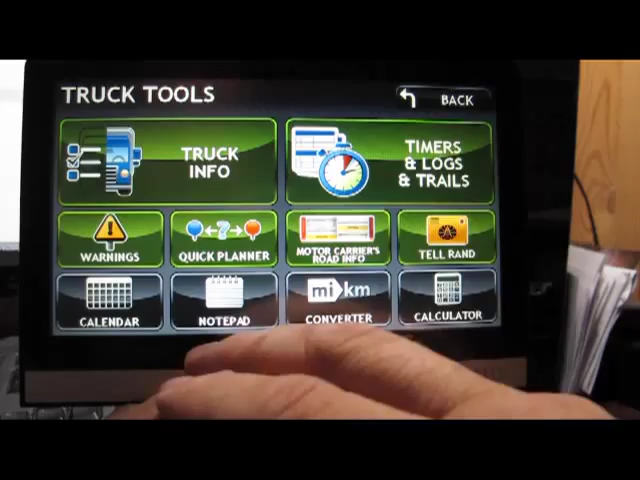 TRUCK TOOLS
BACK
TRUCK
INFO
TIMERS
& LOGS
& TRAILS
WARNINGS
QUICK PLANNER
MOTOR CARRIER'S
ROAD INFO
TELL RAND
CALENDAR
NOTEPAD
mi km
CONVERTER
CALCULATOR